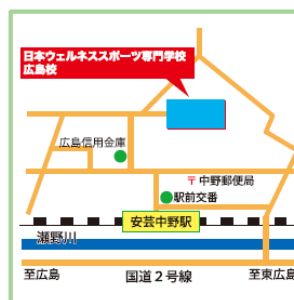 日本ウェルネススポーツ専門学校
広島校
広島信用金庫
〒中野郵便局
駅前交番
安芸中野駅
瀬野川
至広島
国道2号線
至東広島